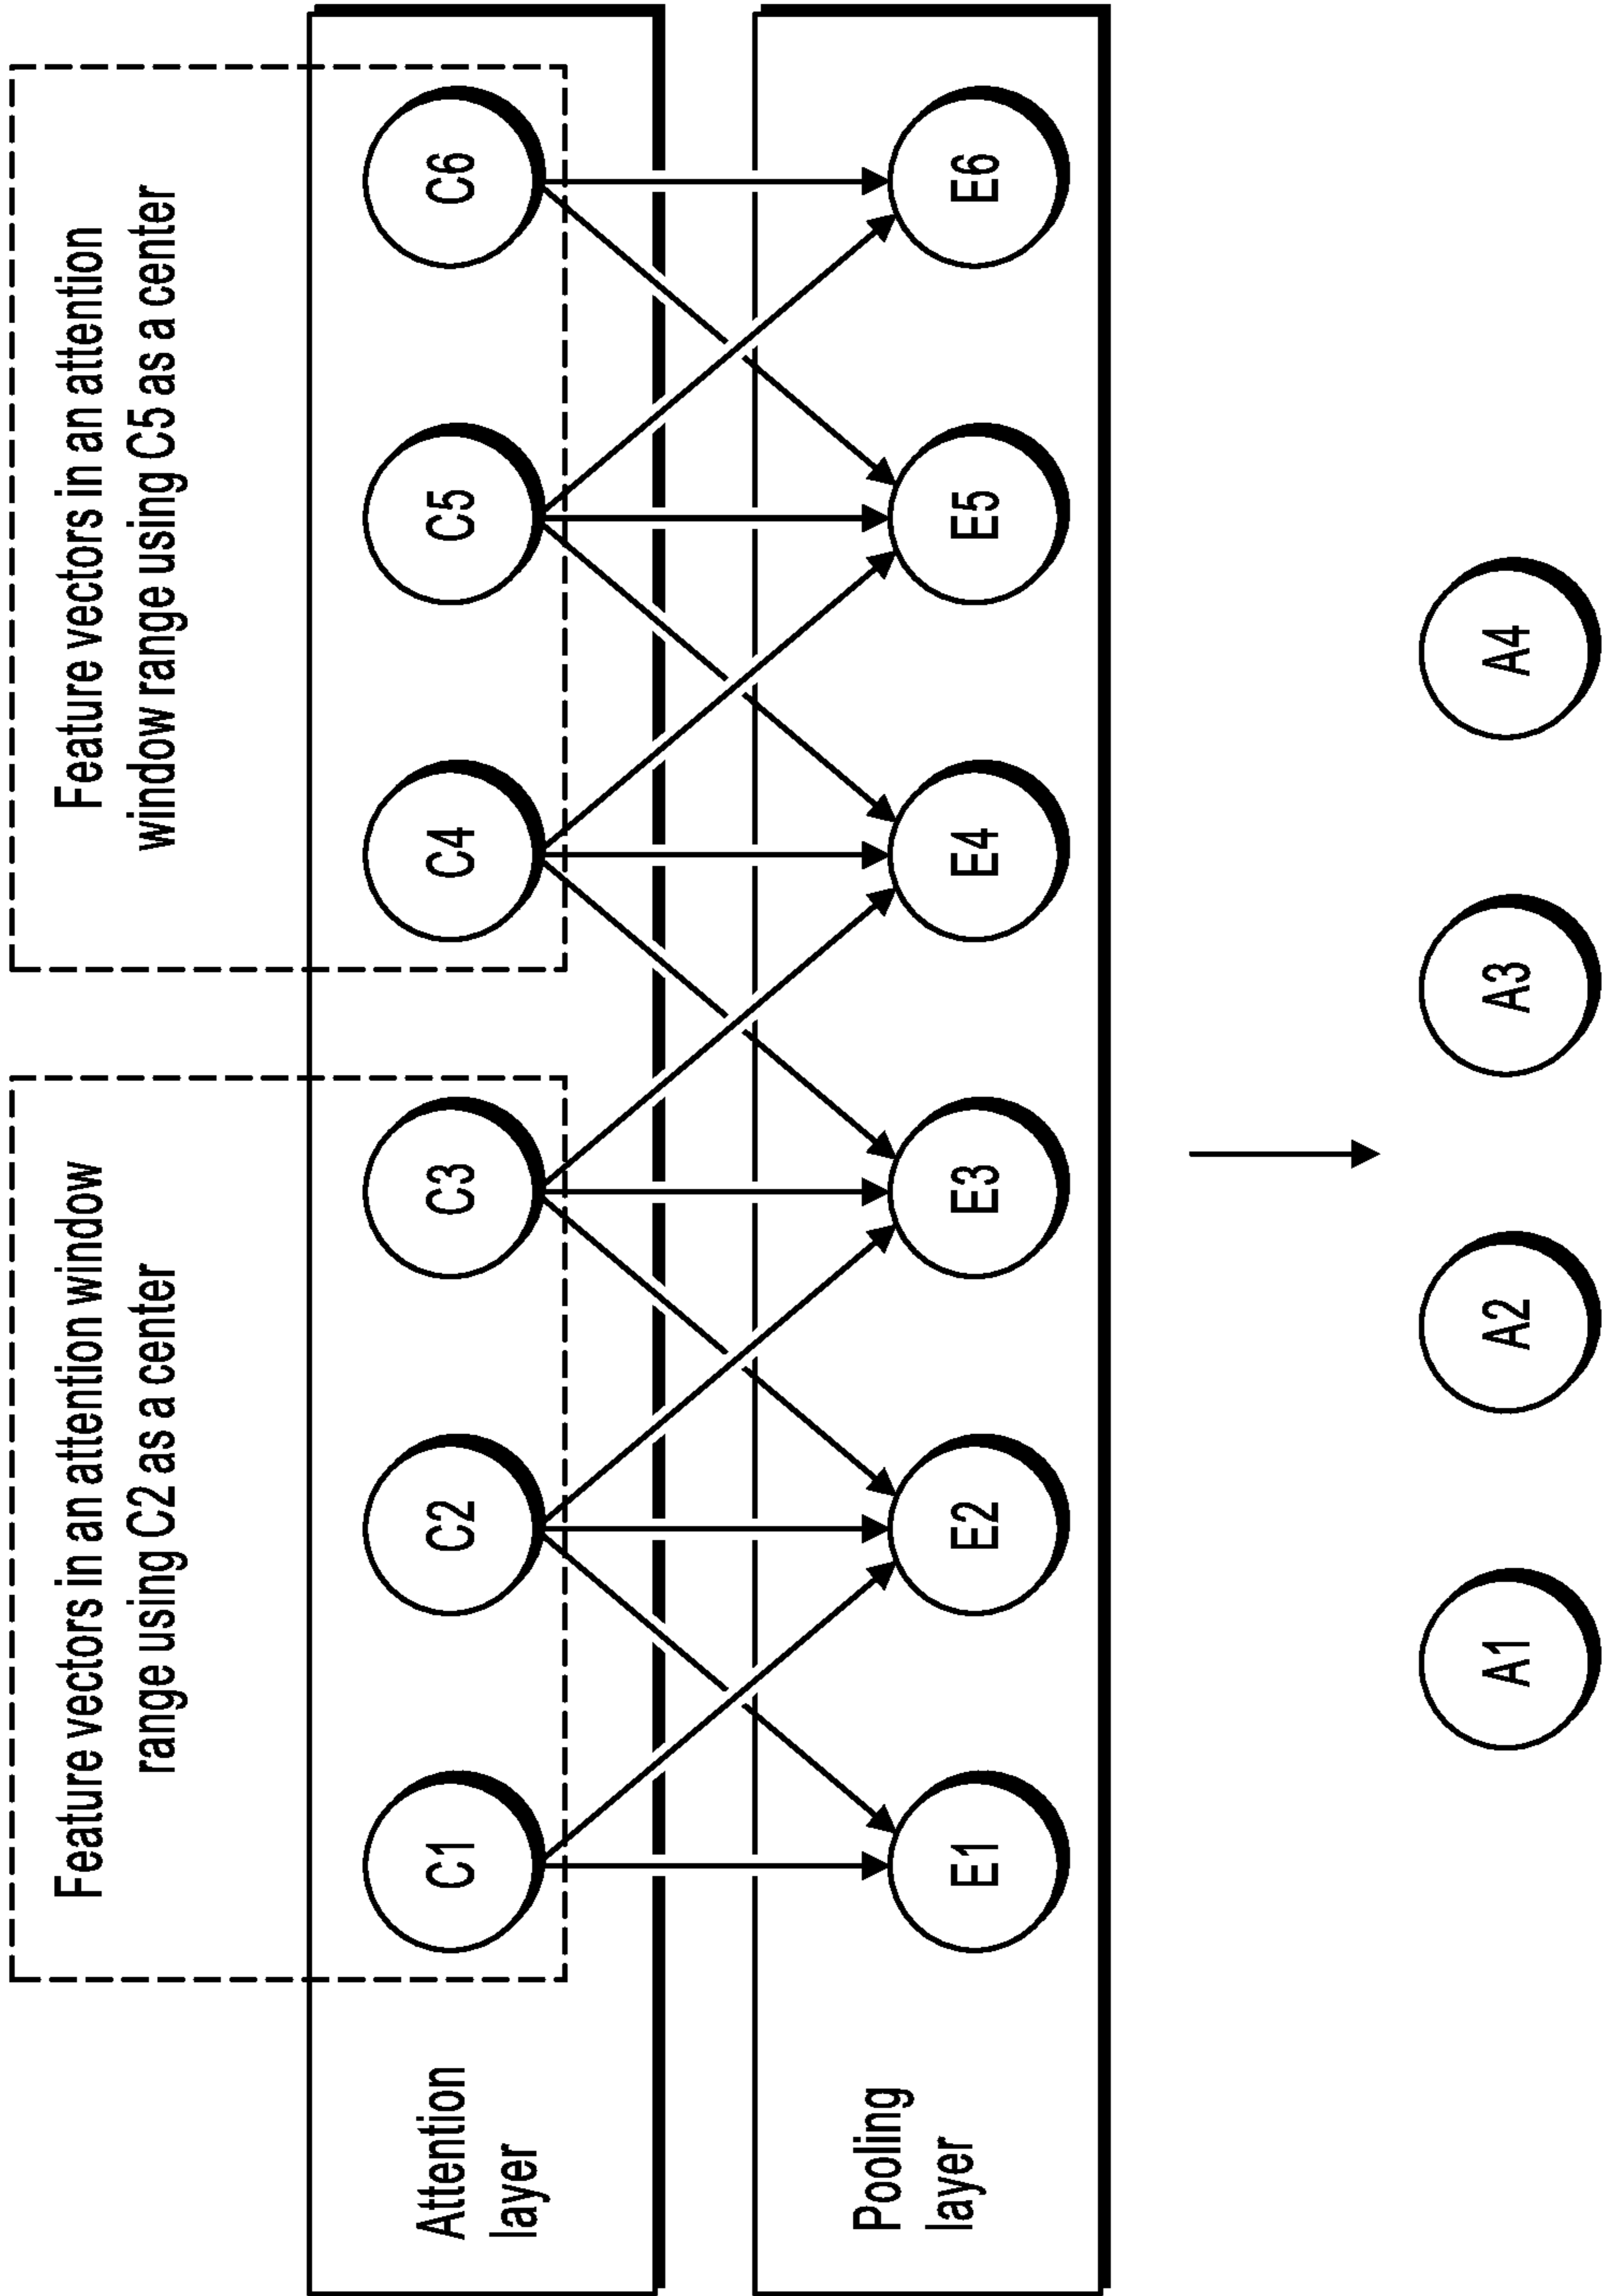 Feature vectors in an attention window
range using C2 as a center
Feature vectors in an attention
window range using C5 as a center
Attention
layer
C1
C2
C3
C4
C5
C6
Pooling
layer
E1
E2
E3
E4
E5
E6
A1
A2
A3
A4